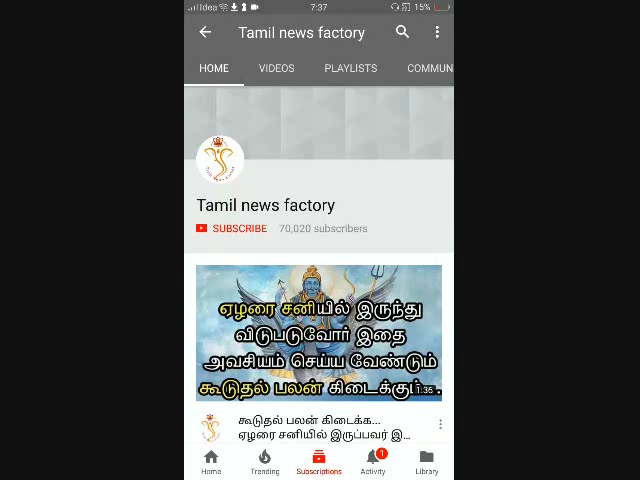 Idea 7:37 15%
Tamil news factory
HOME VIDEOS PLAYLISTS COMMUN
Tamil news factory
SUBSCRIBE 70,020 subscribers
ஏழரை சனியில் இருந்து
விடுபடுவோர் இதை
அவசியம் செய்ய வேண்டும்
கூடுதல் பலன் கிடைக்கும்...
1:36
கூடுதல் பலன் கிடைக்க...
ஏழரை சனியில் இருப்பவர் இ...
1
Home Trending Subscriptions Activity Library